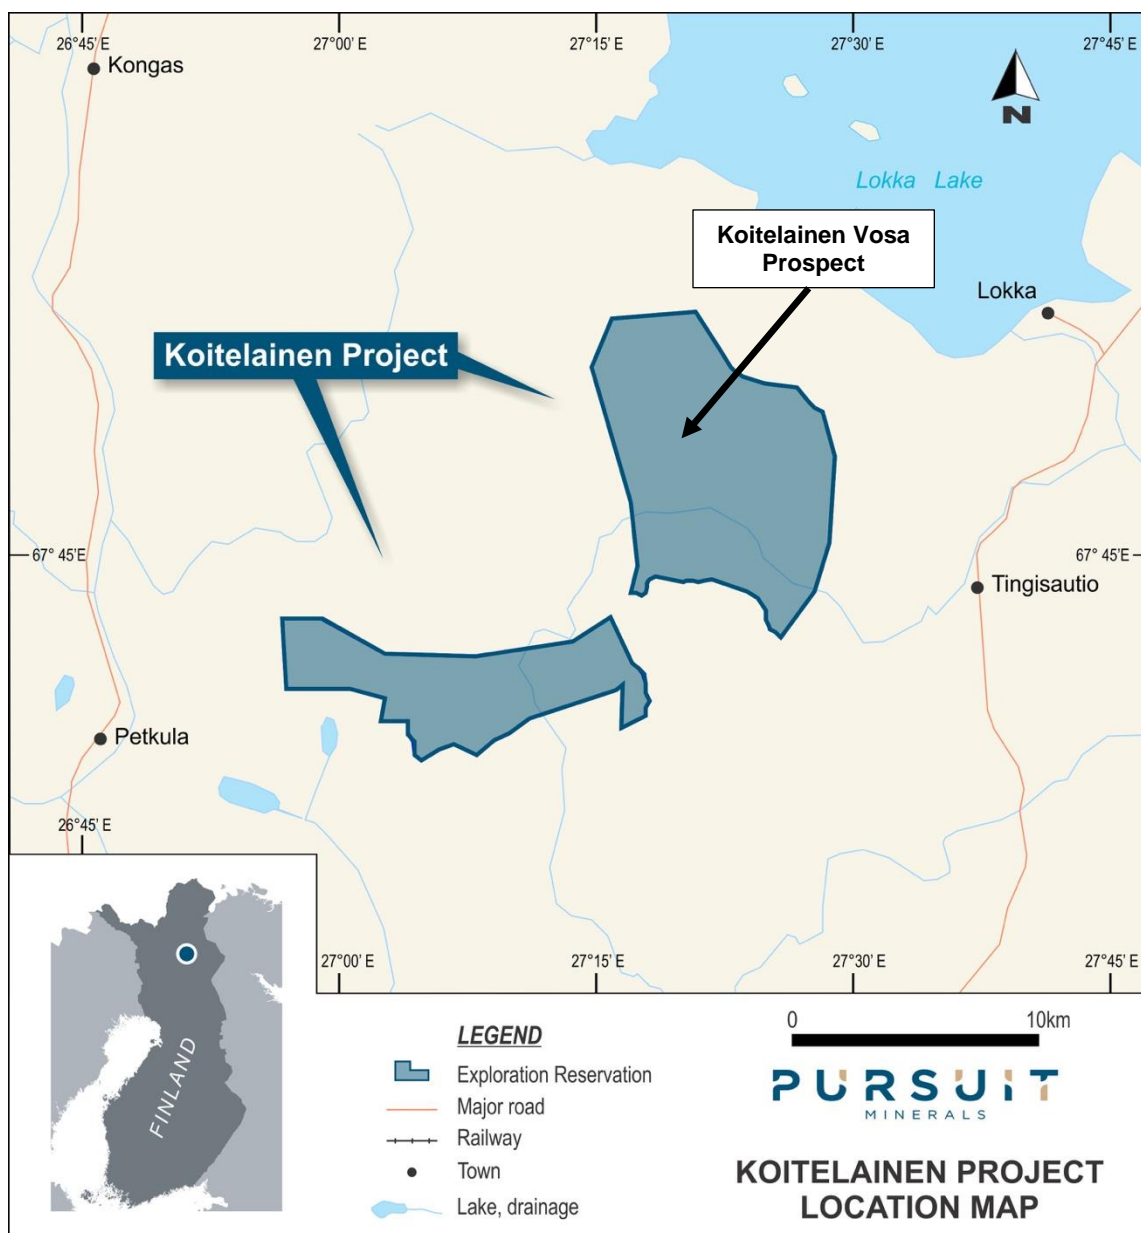 26°45'E
27°00' E
27°15' E
27°30' E
27°45' E
Kongas
N
Lokka Lake
Koitelainen Vosa
Prospect
Lokka
Koitelainen Project
67° 45'E
67° 45'E
Tingisautio
Petkula
26°45' E
27°00' E
27°15' E
27°30' E
27°45' E
FINLAND
LEGEND
Exploration Reservation
Major road
Railway
Town
Lake, drainage
0 10km
PURSUIT
MINERALS
KOITELAINEN PROJECT
LOCATION MAP